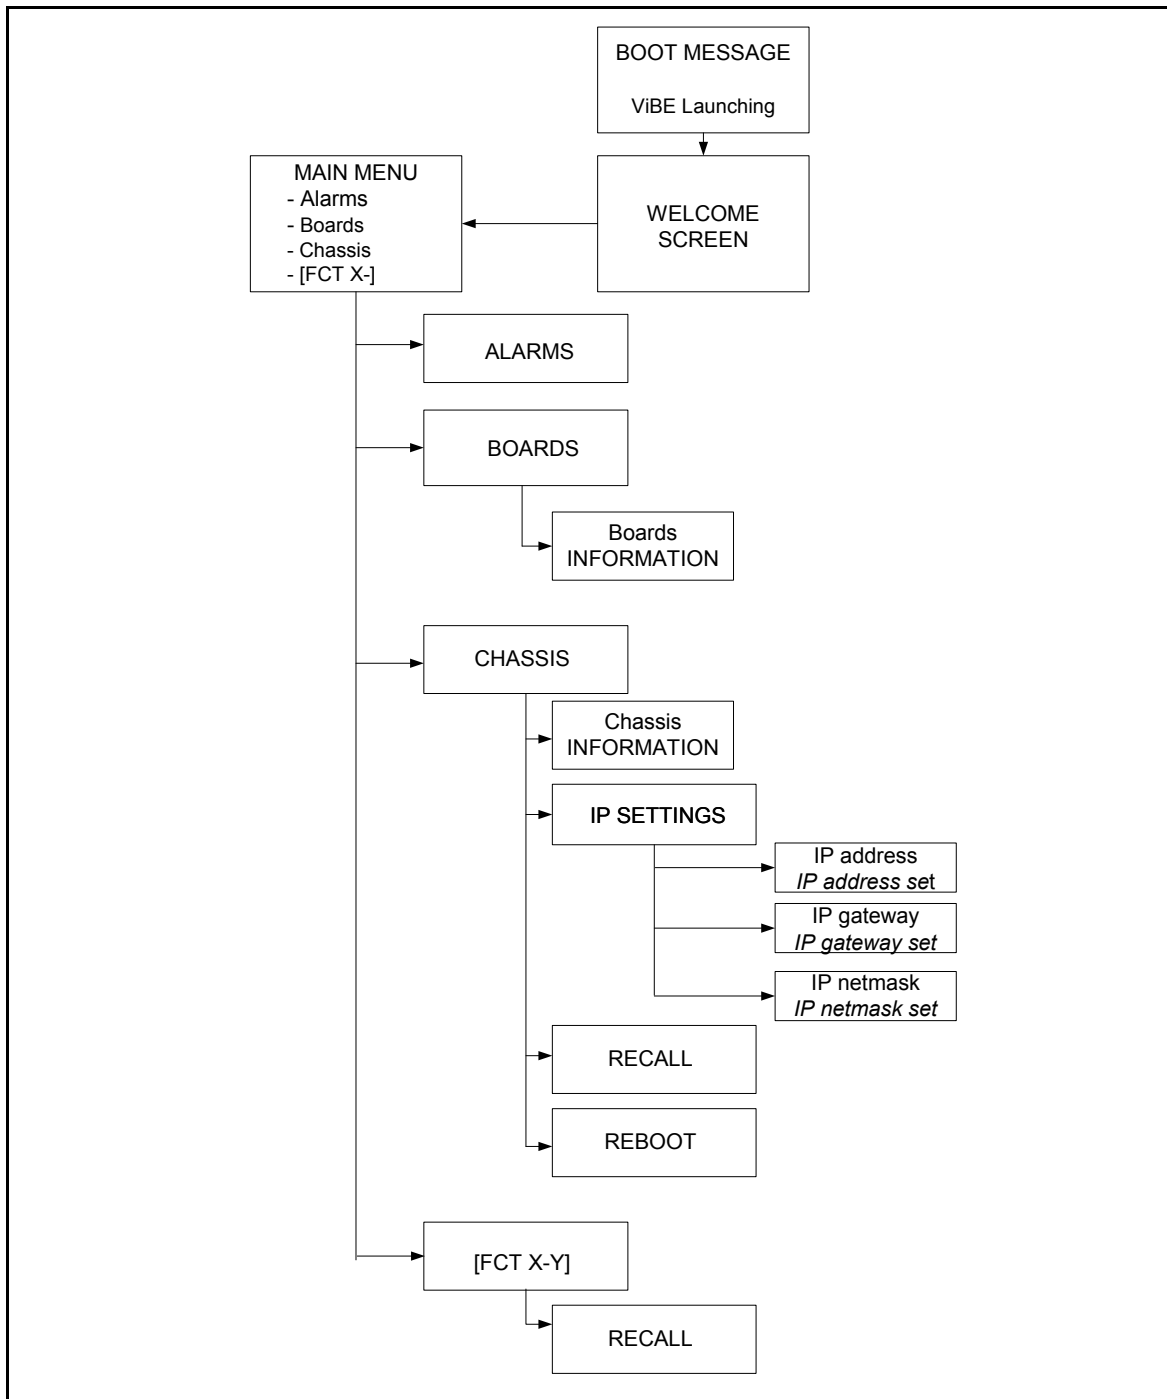 BOOT MESSAGE
ViBE Launching
MAIN MENU
- Alarms
- Boards
- Chassis
- [FCT X-]
WELCOME
SCREEN
ALARMS
BOARDS
Boards
INFORMATION
CHASSIS
Chassis
INFORMATION
IP SETTINGS
IP address
IP address set
IP gateway
IP gateway set
IP netmask
IP netmask set
RECALL
REBOOT
[FCT X-Y]
RECALL